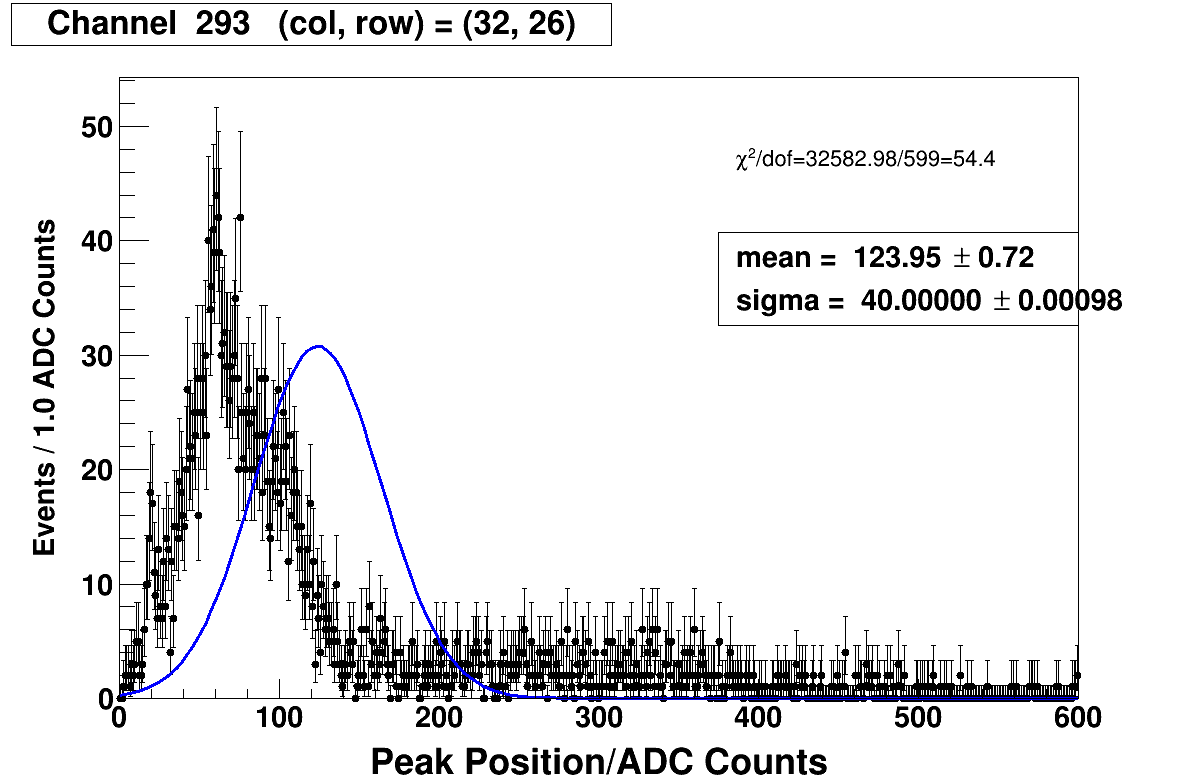 Channel 293 (col, row) = (32, 26)
50
40
30
20
10
0
Events / 1.0 ADC Counts
χ²/dof=32582.98/599=54.4
mean = 123.95 ± 0.72
sigma = 40.00000 ± 0.00098
0 100 200 300 400 500 600
Peak Position/ADC Counts